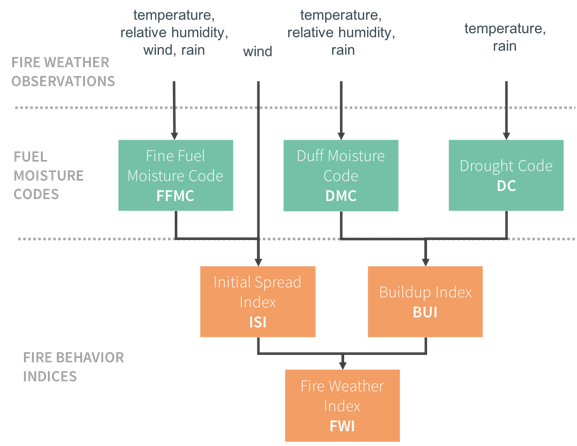 temperature,
relative humidity,
wind, rain
wind
temperature,
relative humidity,
rain
temperature,
rain
FIRE WEATHER
OBSERVATIONS
FUEL
MOISTURE
CODES
Fine Fuel
Moisture Code
FFMC
Duff Moisture
Code
DMC
Drought Code
DC
Initial Spread
Index
ISI
Buildup Index
BUI
FIRE BEHAVIOR
INDICES
Fire Weather
Index
FWI